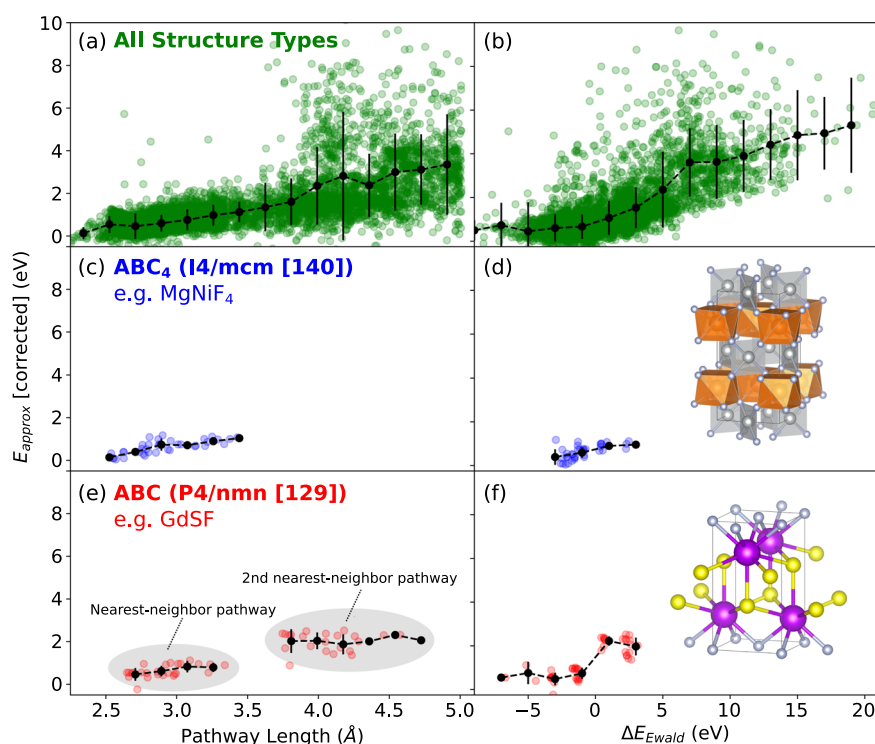 (a) All Structure Types
(b)
(c) ABC₄ (I4/mcm [140])
e.g. MgNiF₄
(d)
(e) ABC (P4/nmn [129])
e.g. GdSF
(f)
2nd nearest-neighbor pathway
Nearest-neighbor pathway
E_approx [corrected] (eV)
10
8
6
4
2
0
8
6
4
2
0
8
6
4
2
0
2.5 3.0 3.5 4.0 4.5 5.0
−5 0 5 10 15 20
Pathway Length (Å)
ΔE_Ewald (eV)